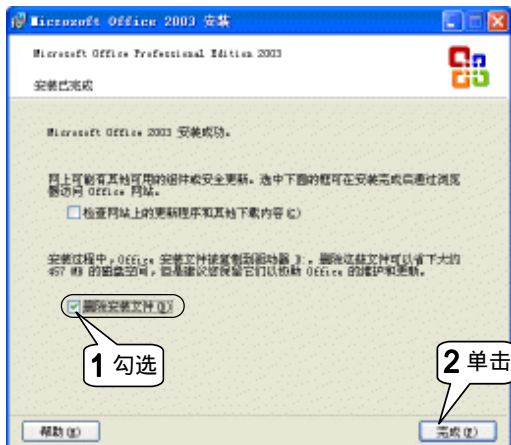 Microsoft Office 2003 安装
Microsoft Office Professional Edition 2003
安装已完成
Microsoft Office 2003 安装成功。
网上可能有其他可用的组件或安全更新。选中下面的框可在安装完成后通过浏览
器访问 Office 网站。
检查网站上的更新程序和其他下载内容(C)
安装过程中，Office 安装文件被复制到驱动器 D:。删除这些文件可以省下大约
457 MB 的磁盘空间，但是建议您保留它们以协助 Office 的维护和更新。
删除安装文件(D)
1 勾选
2 单击
帮助(H)
完成(F)